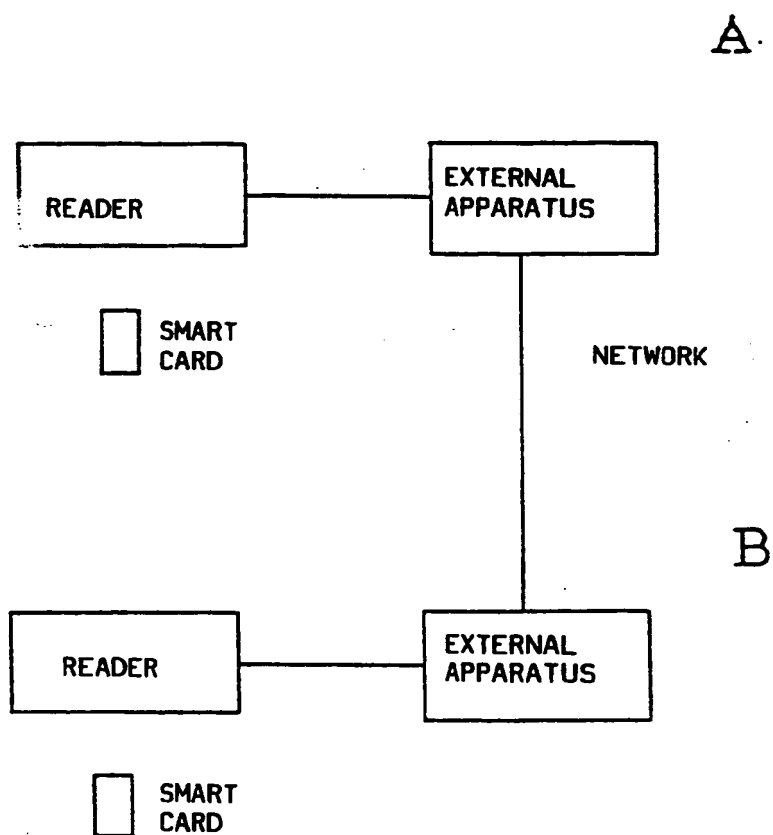 A
READER
EXTERNAL
APPARATUS
SMART
CARD
NETWORK
B
READER
EXTERNAL
APPARATUS
SMART
CARD